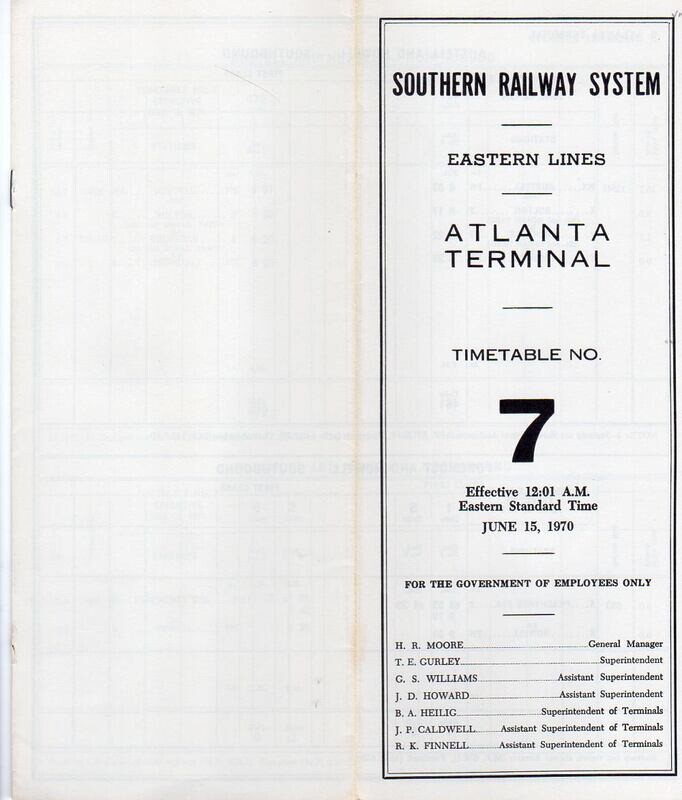 SOUTHERN RAILWAY SYSTEM
EASTERN LINES
ATLANTA
TERMINAL
TIMETABLE NO.
7
Effective 12:01 A.M.
Eastern Standard Time
JUNE 15, 1970
FOR THE GOVERNMENT OF EMPLOYEES ONLY
H. R. MOORE General Manager
T. E. GURLEY Superintendent
G. S. WILLIAMS Assistant Superintendent
J. D. HOWARD Assistant Superintendent
B. A. HEILIG Superintendent of Terminals
J. P. CALDWELL Assistant Superintendent of Terminals
R. K. FINNELL Assistant Superintendent of Terminals